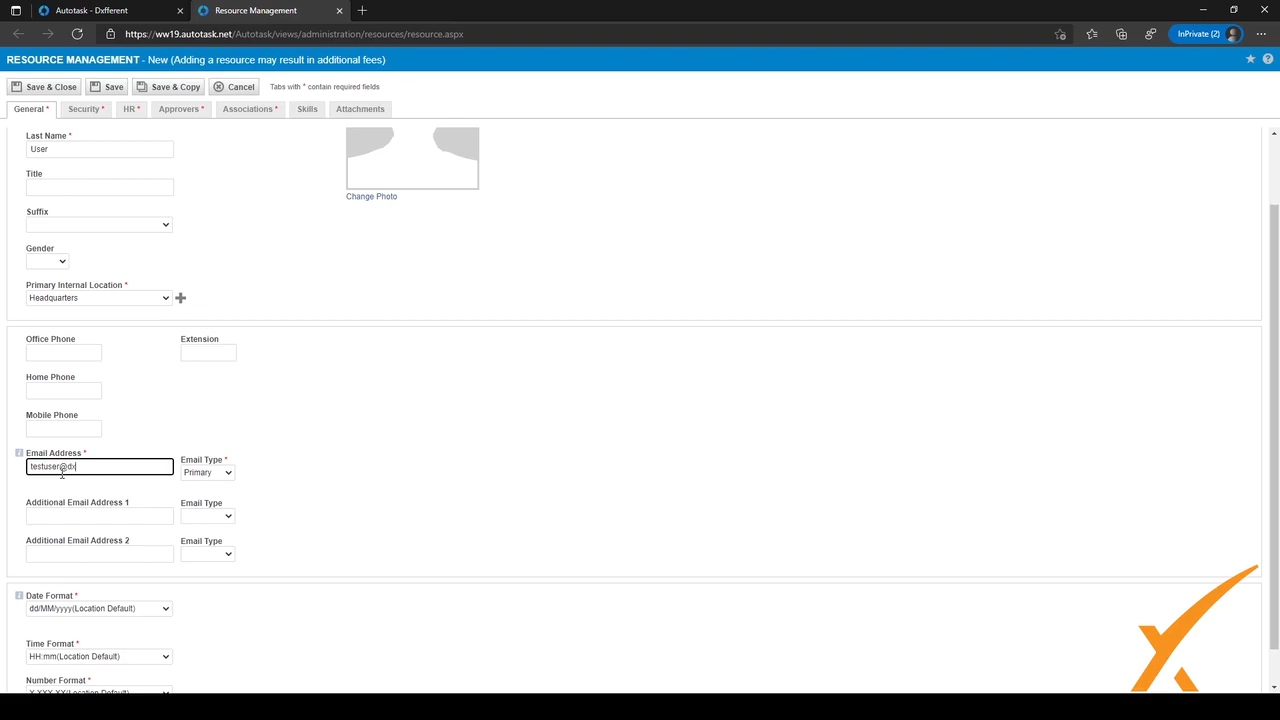 Autotask - Dxfferent
Resource Management
https://ww19.autotask.net/Autotask/views/administration/resources/resource.aspx
InPrivate (2)
RESOURCE MANAGEMENT - New (Adding a resource may result in additional fees)
Save & Close
Save
Save & Copy
Cancel
Tabs with * contain required fields
General *
Security *
HR *
Approvers *
Associations *
Skills
Attachments
Last Name *
User
Change Photo
Title
Suffix
Gender
Primary Internal Location *
Headquarters
Office Phone
Extension
Home Phone
Mobile Phone
Email Address *
testuser@dx
Email Type *
Primary
Additional Email Address 1
Email Type
Additional Email Address 2
Email Type
Date Format *
dd/MM/yyyy(Location Default)
Time Format *
HH:mm(Location Default)
Number Format *
X.XXX,XX(Location Default)